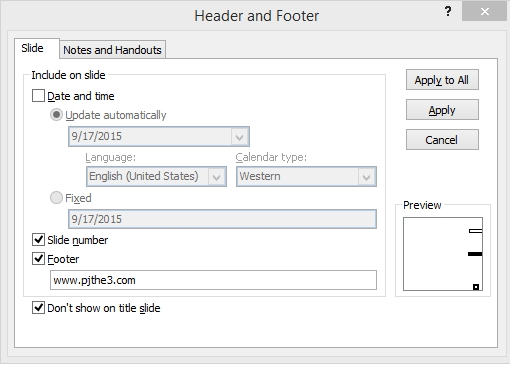 Header and Footer
?
Slide
Notes and Handouts
Include on slide
Date and time
Update automatically
9/17/2015
Language:
Calendar type:
English (United States)
Western
Fixed
9/17/2015
Slide number
Footer
www.pjthe3.com
Don't show on title slide
Apply to All
Apply
Cancel
Preview